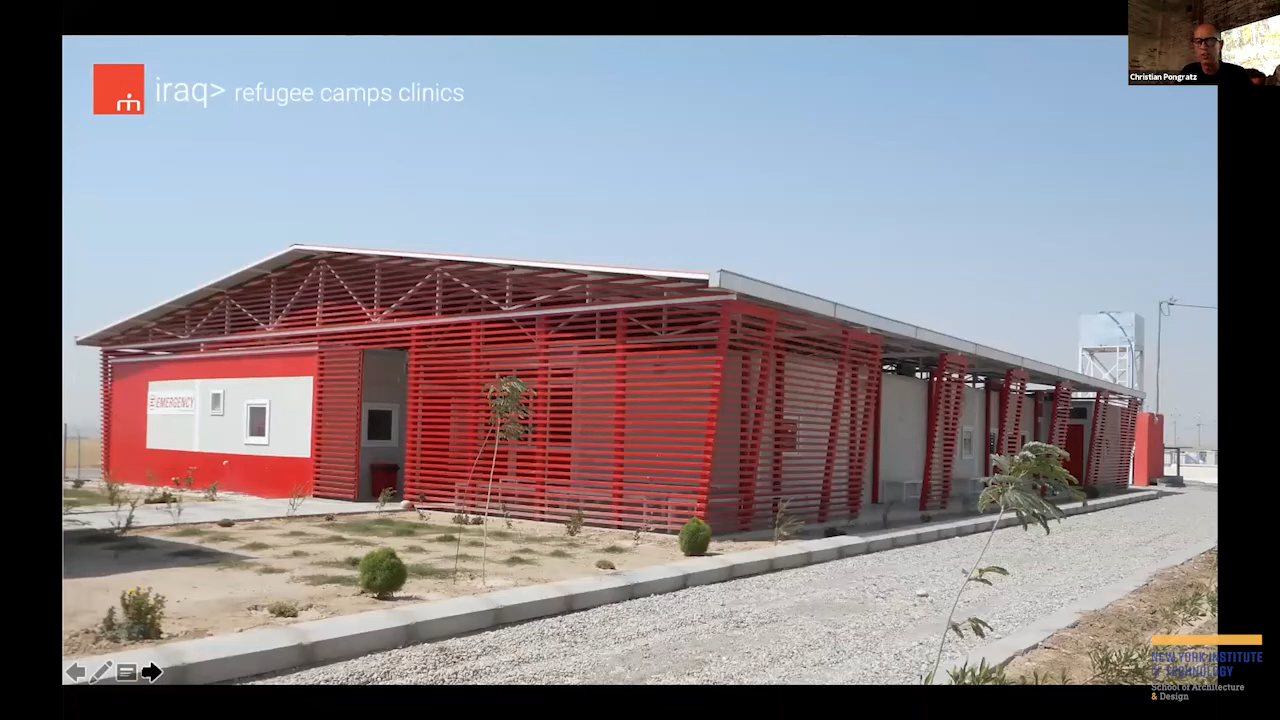 iraq> refugee camps clinics
Christian Pongratz
EMERGENCY
NEW YORK INSTITUTE
OF TECHNOLOGY
School of Architecture
& Design